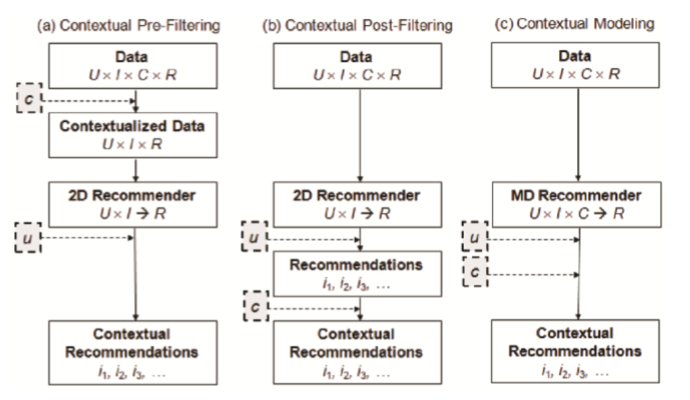 (a) Contextual Pre-Filtering
Data
U × I × C × R
c
Contextualized Data
U × I × R
2D Recommender
U × I → R
u
Contextual
Recommendations
i₁, i₂, i₃, …
(b) Contextual Post-Filtering
Data
U × I × C × R
2D Recommender
U × I → R
u
Recommendations
i₁, i₂, i₃, …
c
Contextual
Recommendations
i₁, i₂, i₃, …
(c) Contextual Modeling
Data
U × I × C × R
MD Recommender
U × I × C → R
u
c
Contextual
Recommendations
i₁, i₂, i₃, …